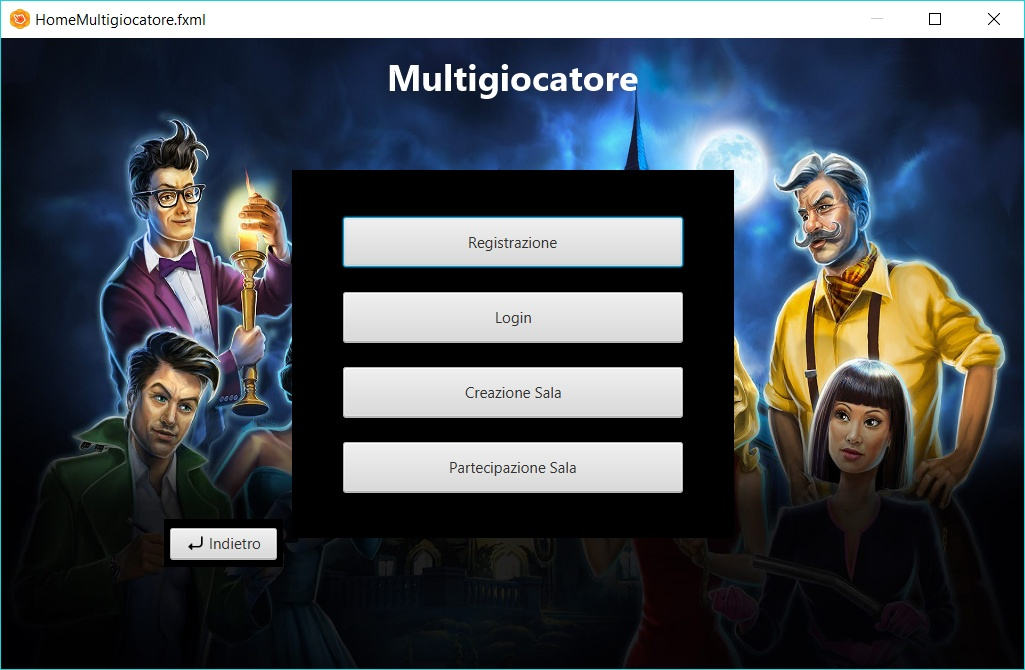 HomeMultigiocatore.fxml
Multigiocatore
Registrazione
Login
Creazione Sala
Partecipazione Sala
Indietro